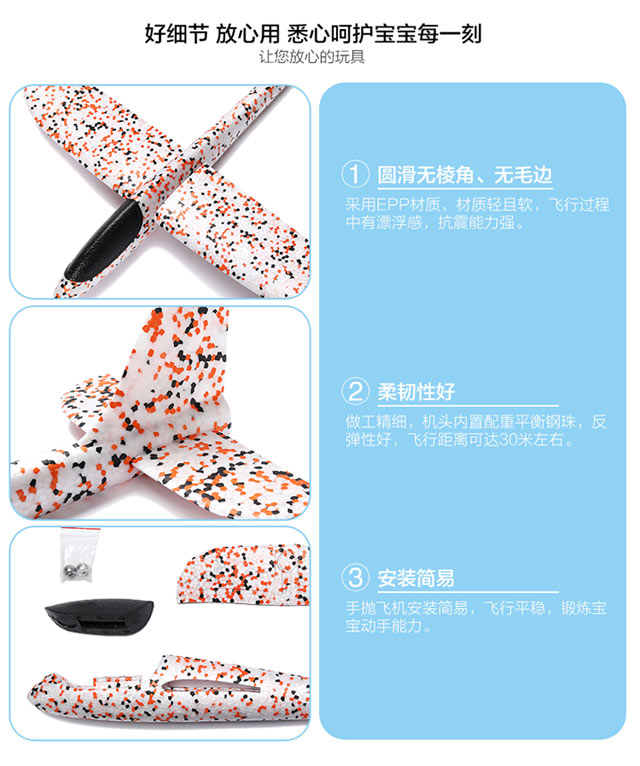 好细节 放心用 悉心呵护宝宝每一刻
让您放心的玩具
① 圆滑无棱角、无毛边
采用EPP材质，材质轻且软，飞行过程
中有漂浮感，抗震能力强。
② 柔韧性好
做工精细，机头内置配重平衡钢珠，反
弹性好，飞行距离可达30米左右。
③ 安装简易
手抛飞机安装简易，飞行平稳，锻炼宝
宝动手能力。